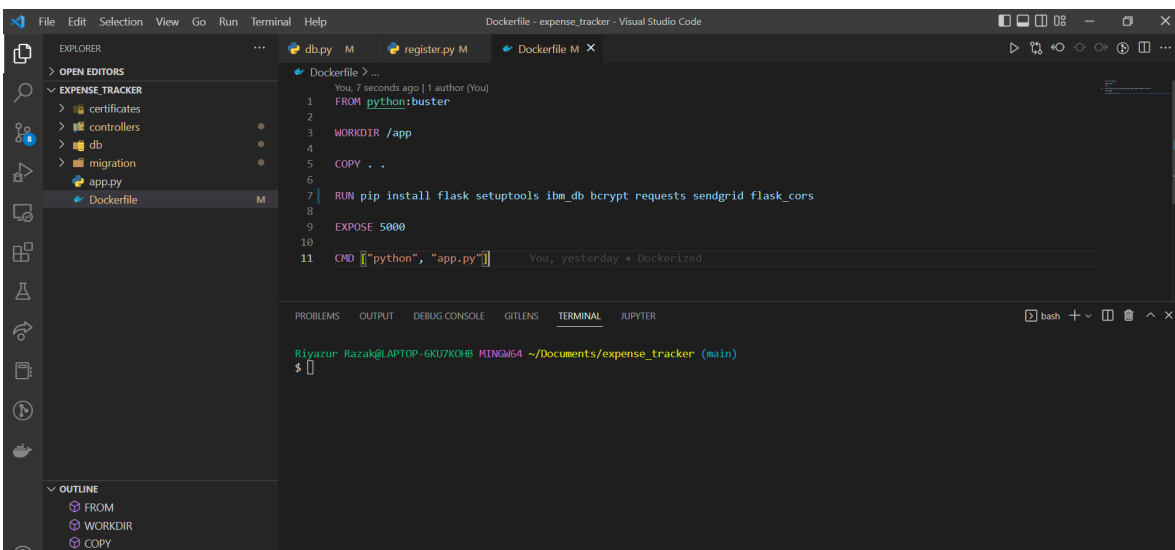 File Edit Selection View Go Run Terminal Help Dockerfile - expense_tracker - Visual Studio Code
EXPLORER
db.py M register.py M Dockerfile M
OPEN EDITORS
Dockerfile > ...
EXPENSE_TRACKER
certificates
controllers
db
migration
app.py
Dockerfile M
8
You, 7 seconds ago | 1 author (You)
1 FROM python:buster
2
3 WORKDIR /app
4
5 COPY . .
6
7 RUN pip install flask setuptools ibm_db bcrypt requests sendgrid flask_cors
8
9 EXPOSE 5000
10
11 CMD ["python", "app.py"] You, yesterday • Dockerized
PROBLEMS OUTPUT DEBUG CONSOLE GITLENS TERMINAL JUPYTER bash
Riyazur Razak@LAPTOP-6KU7KOHB MINGW64 ~/Documents/expense_tracker (main)
$
OUTLINE
FROM
WORKDIR
COPY